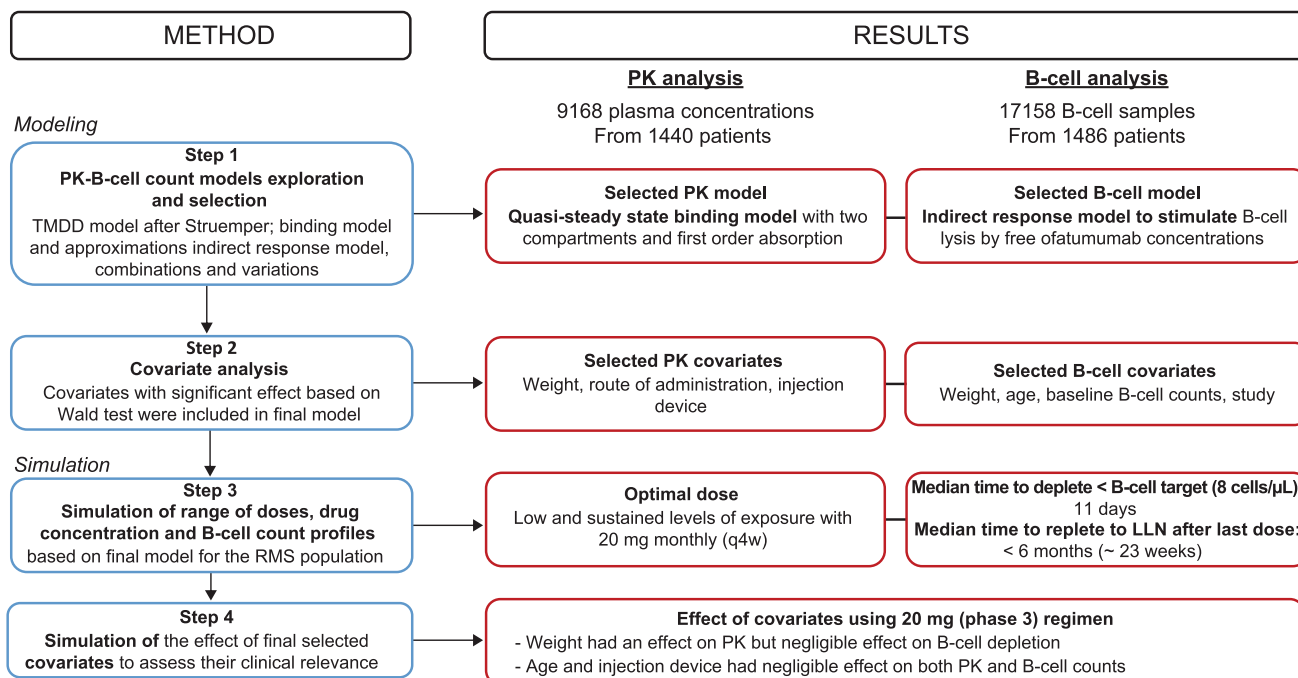 METHOD
RESULTS
PK analysis
9168 plasma concentrations
From 1440 patients
B-cell analysis
17158 B-cell samples
From 1486 patients
Modeling
Step 1
PK-B-cell count models exploration
and selection
TMDD model after Struemper; binding model
and approximations indirect response model,
combinations and variations
Selected PK model
Quasi-steady state binding model with two
compartments and first order absorption
Selected B-cell model
Indirect response model to stimulate B-cell
lysis by free ofatumumab concentrations
Step 2
Covariate analysis
Covariates with significant effect based on
Wald test were included in final model
Selected PK covariates
Weight, route of administration, injection
device
Selected B-cell covariates
Weight, age, baseline B-cell counts, study
Simulation
Step 3
Simulation of range of doses, drug
concentration and B-cell count profiles
based on final model for the RMS population
Optimal dose
Low and sustained levels of exposure with
20 mg monthly (q4w)
Median time to deplete < B-cell target (8 cells/µL):
11 days
Median time to replete to LLN after last dose:
< 6 months (~ 23 weeks)
Step 4
Simulation of the effect of final selected
covariates to assess their clinical relevance
Effect of covariates using 20 mg (phase 3) regimen
- Weight had an effect on PK but negligible effect on B-cell depletion
- Age and injection device had negligible effect on both PK and B-cell counts